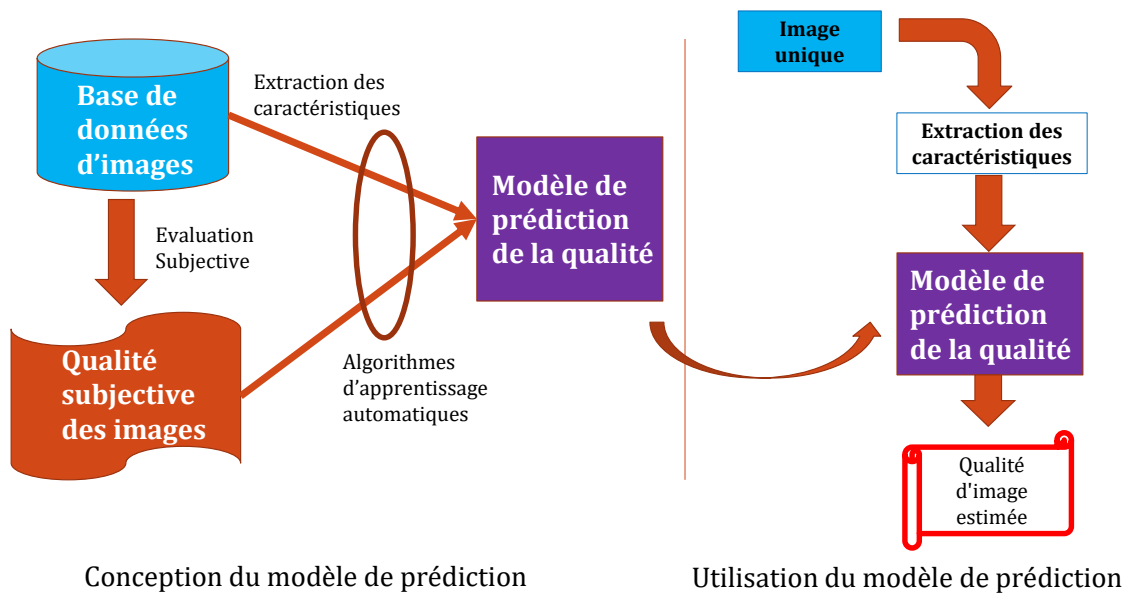 Base de
données
d’images
Extraction des
caractéristiques
Evaluation
Subjective
Qualité
subjective
des images
Algorithmes
d’apprentissage
automatiques
Modèle de
prédiction
de la qualité
Conception du modèle de prédiction
Image
unique
Extraction des
caractéristiques
Modèle de
prédiction
de la qualité
Qualité
d'image
estimée
Utilisation du modèle de prédiction